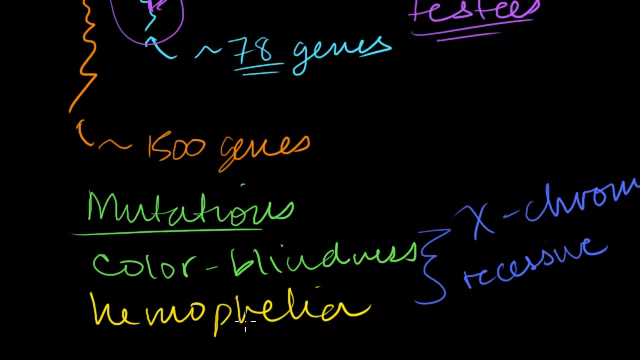 testes
~ 78 genes
~ 1500 genes
Mutations
color-blindness
X-chrom
recessive
hemophelia